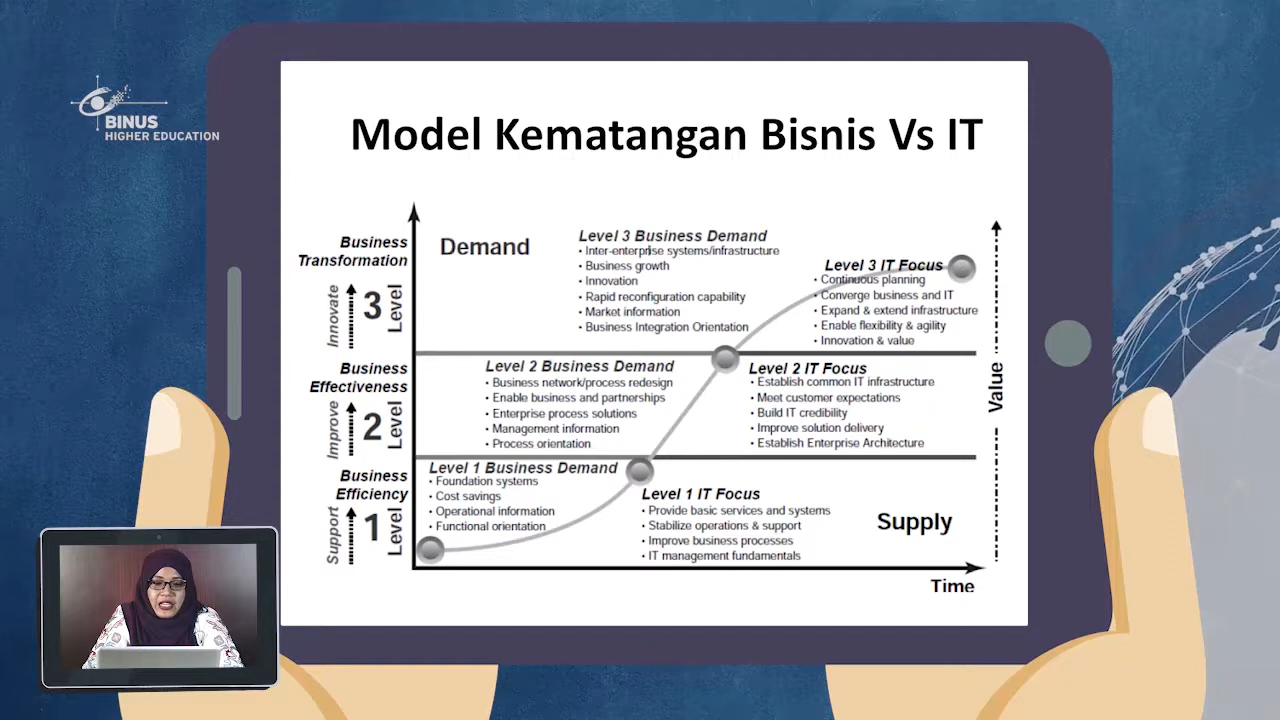 BINUS
HIGHER EDUCATION
Model Kematangan Bisnis Vs IT
Business
Transformation
Innovate
3
Level
Demand
Level 3 Business Demand
• Inter-enterprise systems/infrastructure
• Business growth
• Innovation
• Rapid reconfiguration capability
• Market information
• Business Integration Orientation
Level 3 IT Focus
• Continuous planning
• Converge business and IT
• Expand & extend infrastructure
• Enable flexibility & agility
• Innovation & value
Business
Effectiveness
Improve
2
Level
Level 2 Business Demand
• Business network/process redesign
• Enable business and partnerships
• Enterprise process solutions
• Management information
• Process orientation
Level 2 IT Focus
• Establish common IT infrastructure
• Meet customer expectations
• Build IT credibility
• Improve solution delivery
• Establish Enterprise Architecture
Value
Business
Efficiency
Support
1
Level
Level 1 Business Demand
• Foundation systems
• Cost savings
• Operational information
• Functional orientation
Level 1 IT Focus
• Provide basic services and systems
• Stabilize operations & support
• Improve business processes
• IT management fundamentals
Supply
Time